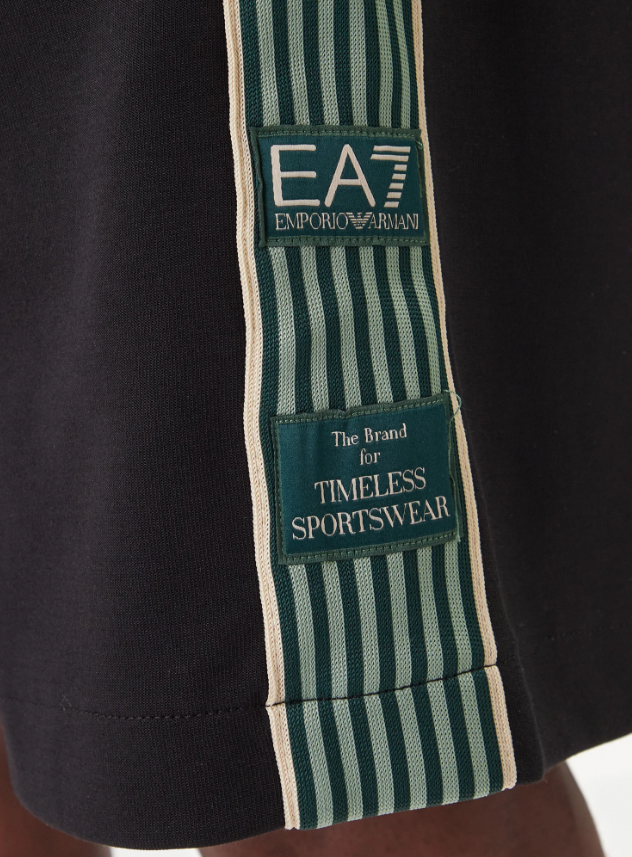 EA7
EMPORIO ARMANI
The Brand
for
TIMELESS
SPORTSWEAR